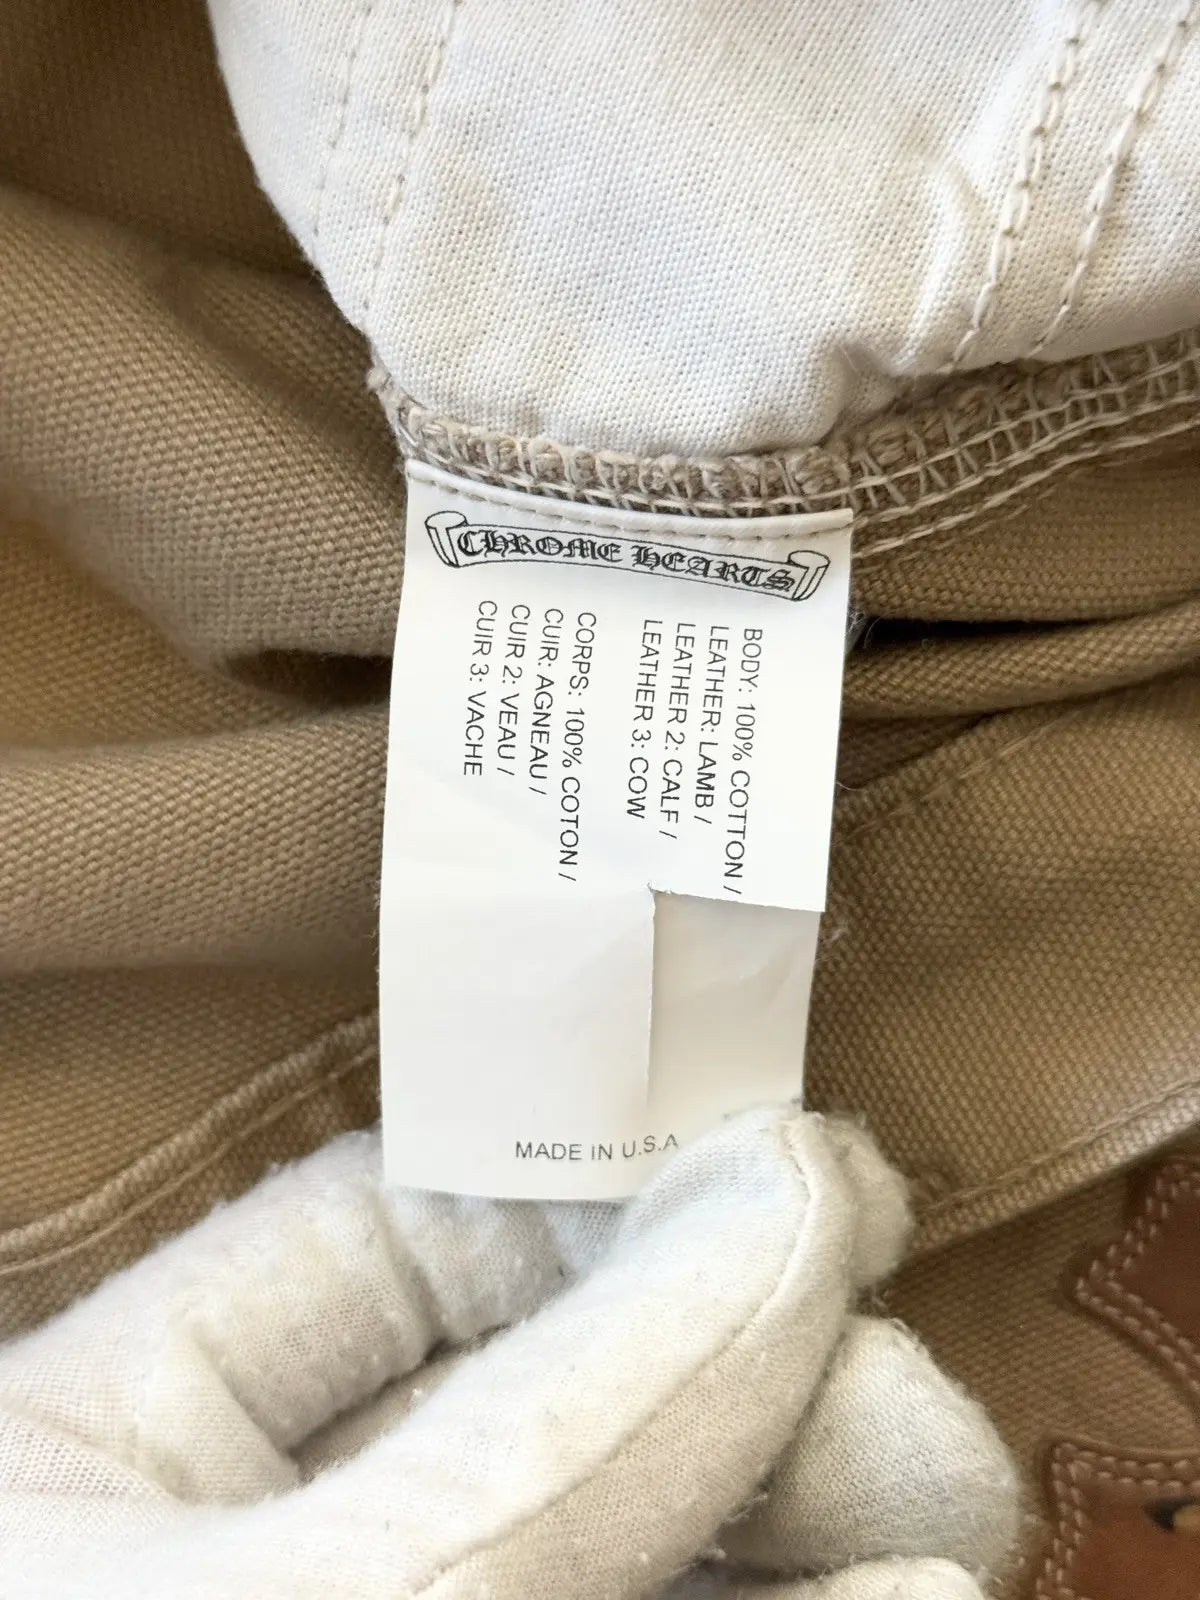 CHROME HEARTS
BODY: 100% COTTON /
LEATHER: LAMB /
LEATHER 2: CALF /
LEATHER 3: COW
CORPS: 100% COTON /
CUIR: AGNEAU /
CUIR 2: VEAU /
CUIR 3: VACHE
MADE IN U.S.A